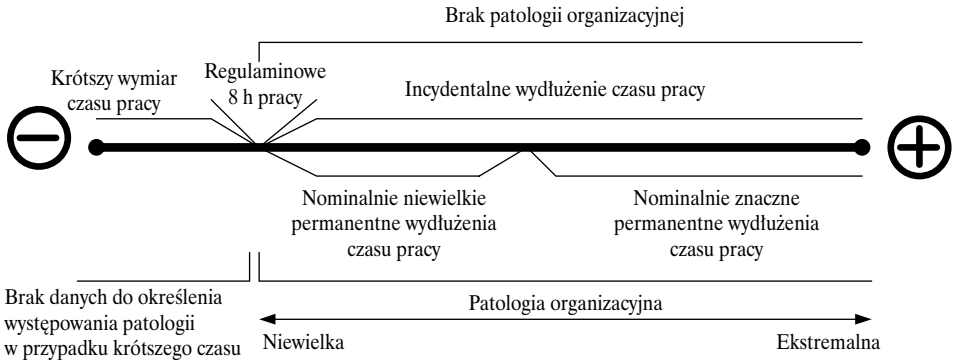 Brak patologii organizacyjnej
Krótszy wymiar
czasu pracy
Regulaminowe
8 h pracy
Incydentalne wydłużenie czasu pracy
Nominalnie niewielkie
permanentne wydłużenia
czasu pracy
Nominalnie znaczne
permanentne wydłużenia
czasu pracy
Brak danych do określenia
występowania patologii
w przypadku krótszego czasu
Patologia organizacyjna
Niewielka
Ekstremalna